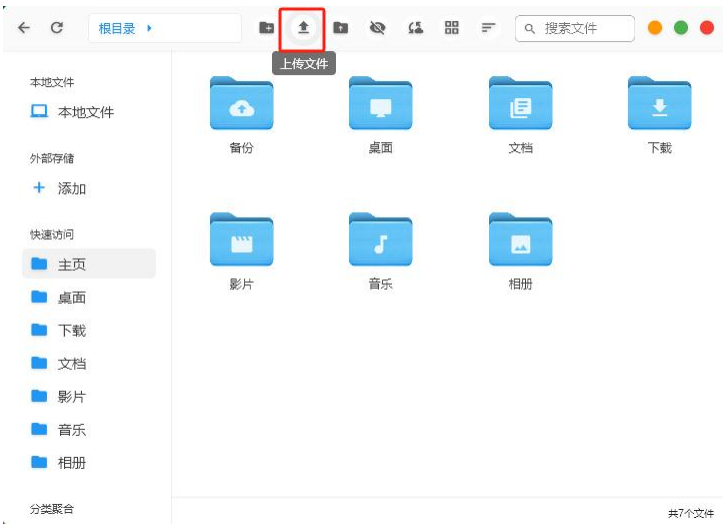 根目录
搜索文件
上传文件
本地文件
本地文件
外部存储
添加
快速访问
主页
桌面
下载
文档
影片
音乐
相册
分类聚合
备份
桌面
文档
下载
影片
音乐
相册
共7个文件